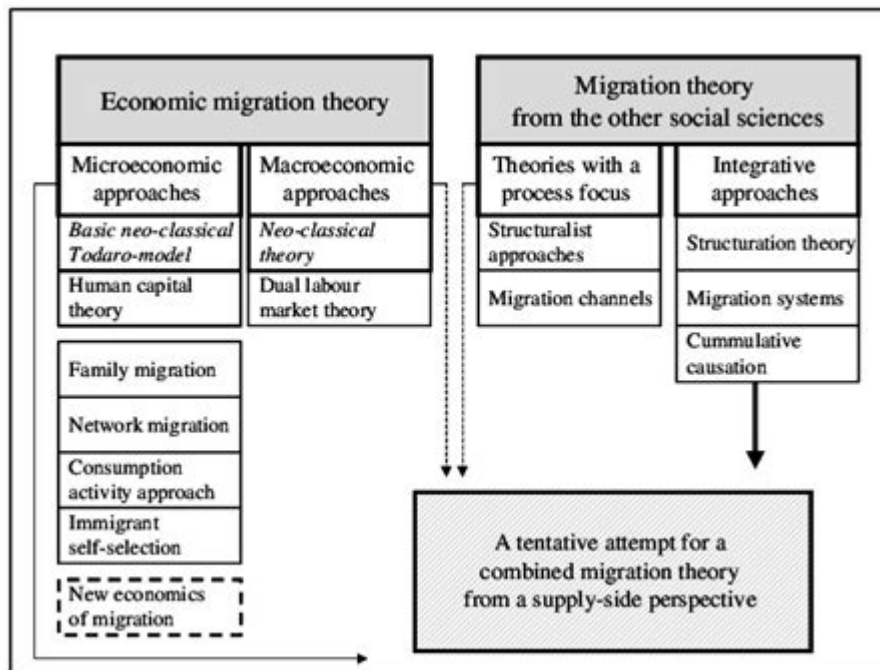 Economic migration theory
Migration theory
from the other social sciences
Microeconomic
approaches
Macroeconomic
approaches
Theories with a
process focus
Integrative
approaches
Basic neo-classical
Todaro-model
Neo-classical
theory
Structuralist
approaches
Structuration theory
Human capital
theory
Dual labour
market theory
Migration channels
Migration systems
Cummulative
causation
Family migration
Network migration
Consumption
activity approach
Immigrant
self-selection
New economics
of migration
A tentative attempt for a
combined migration theory
from a supply-side perspective